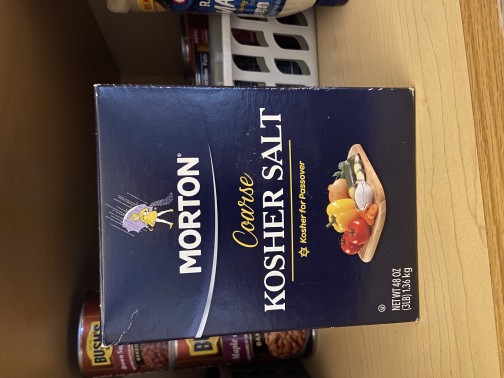 MORTON®
Coarse
KOSHER SALT
Kosher for Passover
NET WT 48 OZ
(3LB) 1.36 kg
BUSH'S